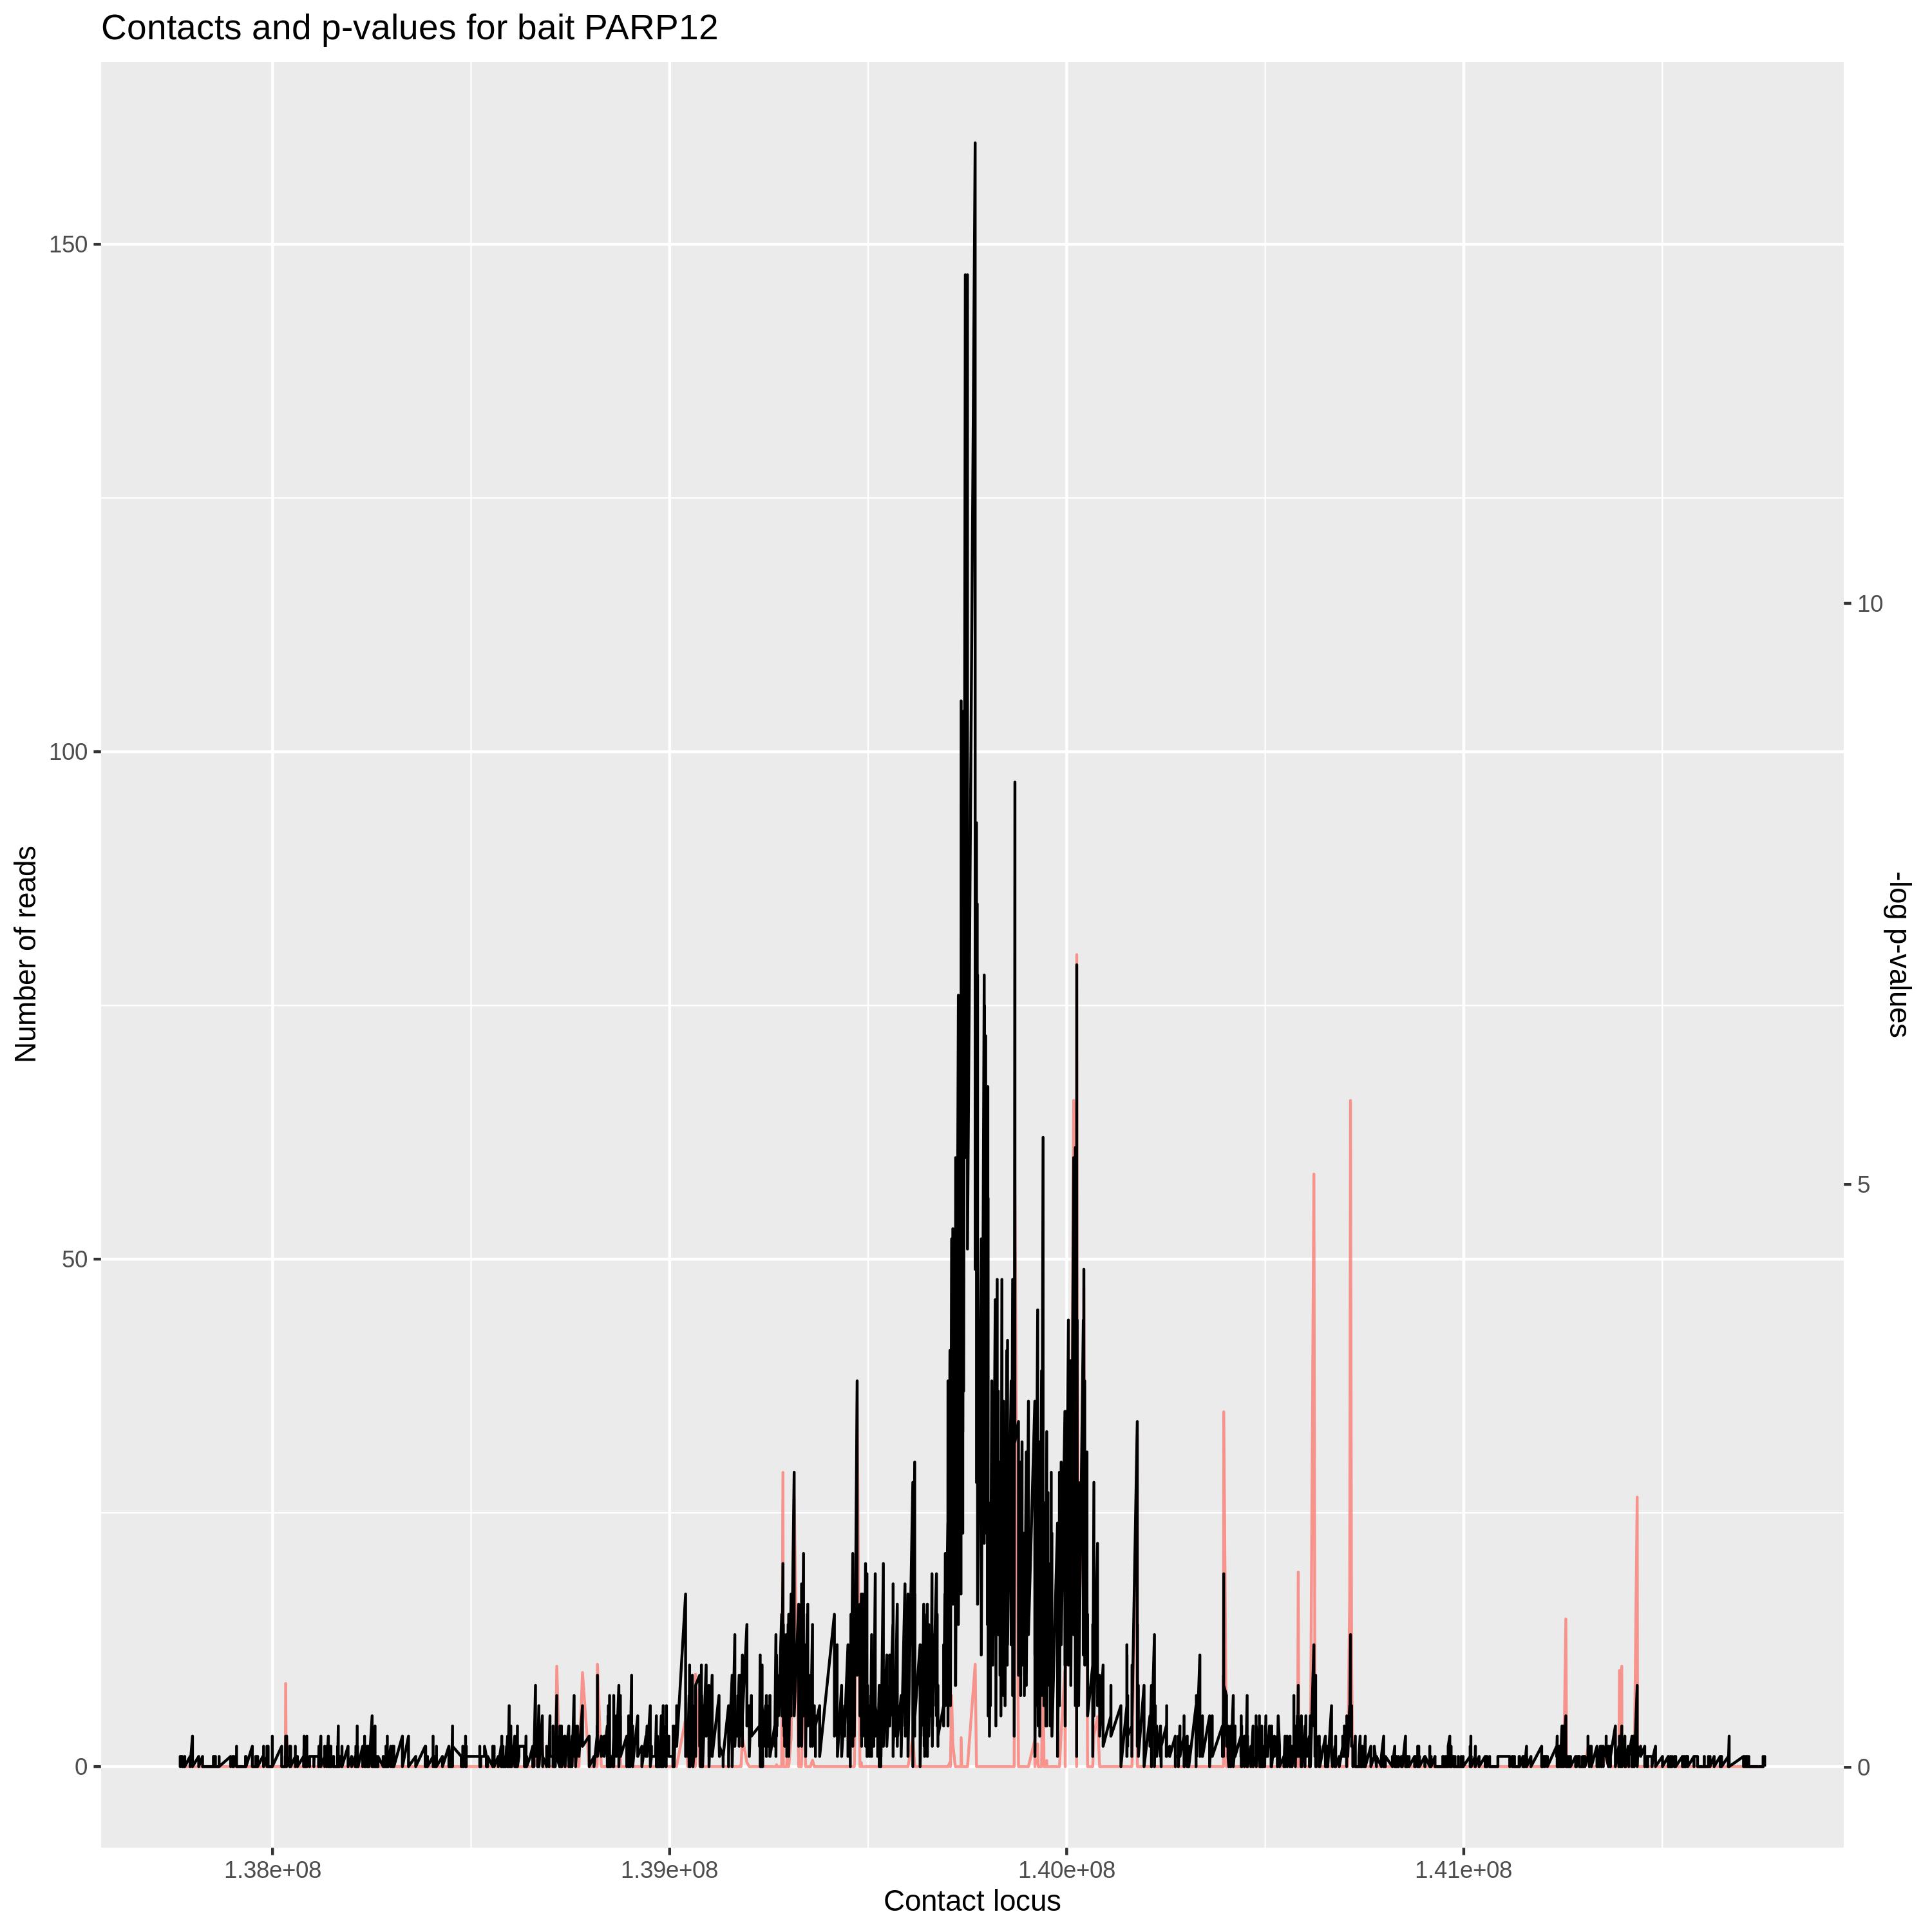 Contacts and p-values for bait PARP12
150
100
50
0
Number of reads
10
5
0
-log p-values
1.38e+08
1.39e+08
1.40e+08
1.41e+08
Contact locus